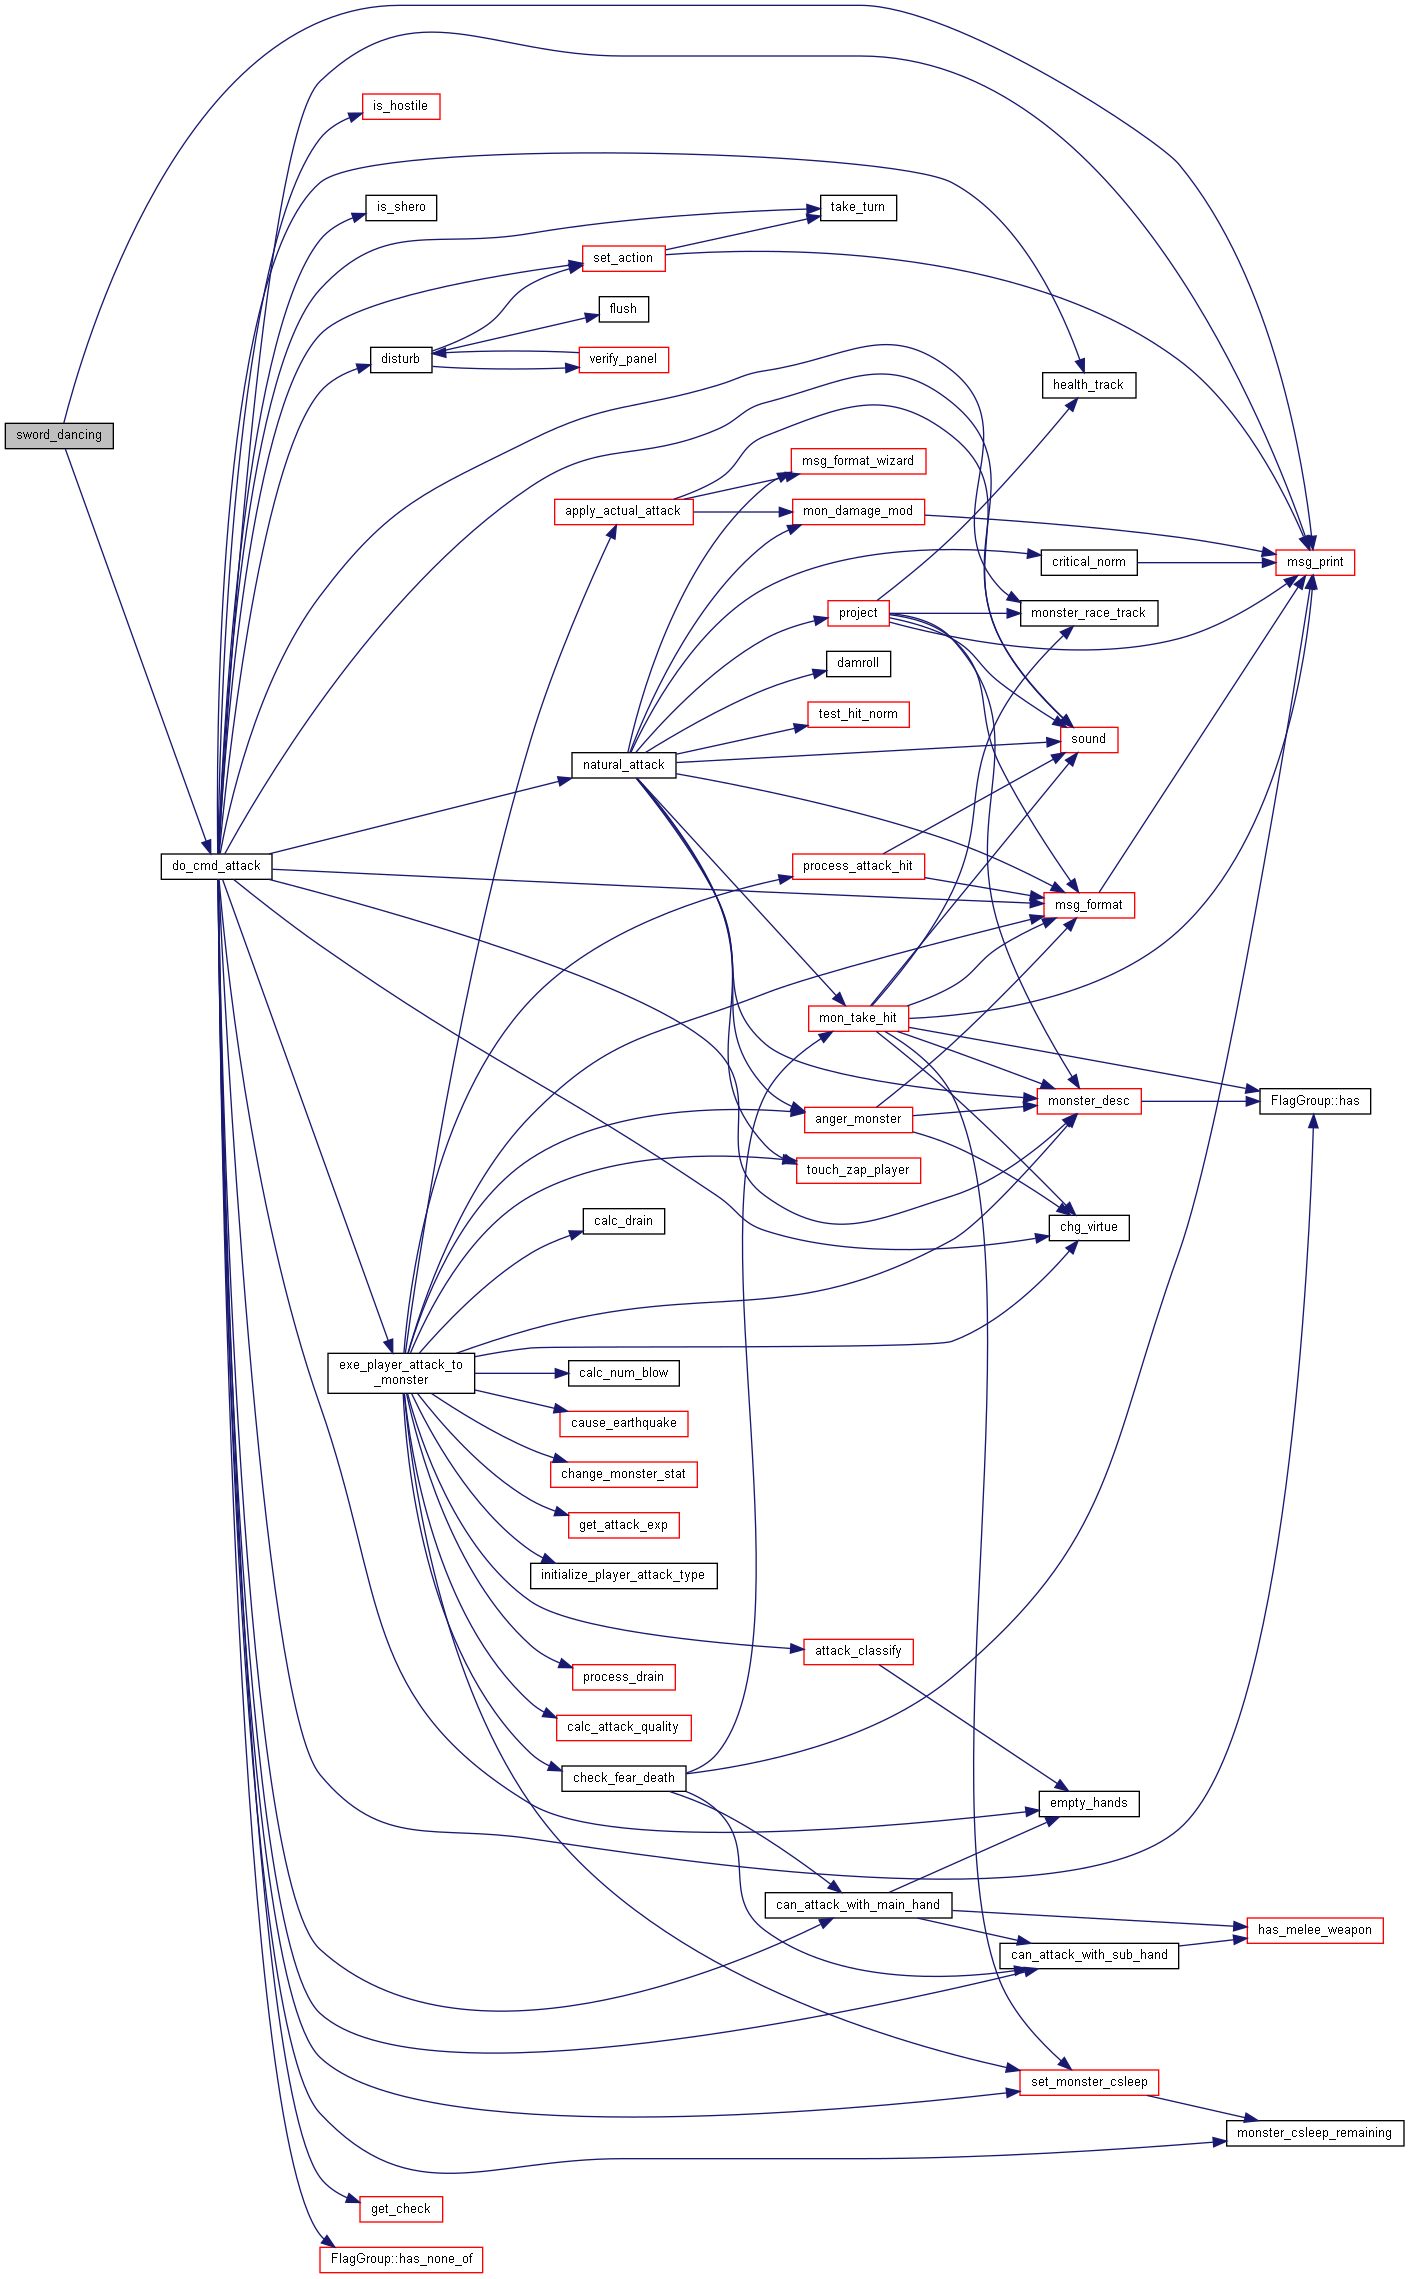 is_hostile
is_shero
take_turn
set_action
flush
disturb
verify_panel
health_track
sword_dancing
msg_format_wizard
apply_actual_attack
mon_damage_mod
critical_norm
msg_print
project
monster_race_track
damroll
test_hit_norm
sound
natural_attack
do_cmd_attack
process_attack_hit
msg_format
mon_take_hit
monster_desc
FlagGroup::has
anger_monster
touch_zap_player
calc_drain
chg_virtue
exe_player_attack_to
_monster
calc_num_blow
cause_earthquake
change_monster_stat
get_attack_exp
initialize_player_attack_type
attack_classify
process_drain
calc_attack_quality
check_fear_death
empty_hands
can_attack_with_main_hand
has_melee_weapon
can_attack_with_sub_hand
set_monster_csleep
monster_csleep_remaining
get_check
FlagGroup::has_none_of